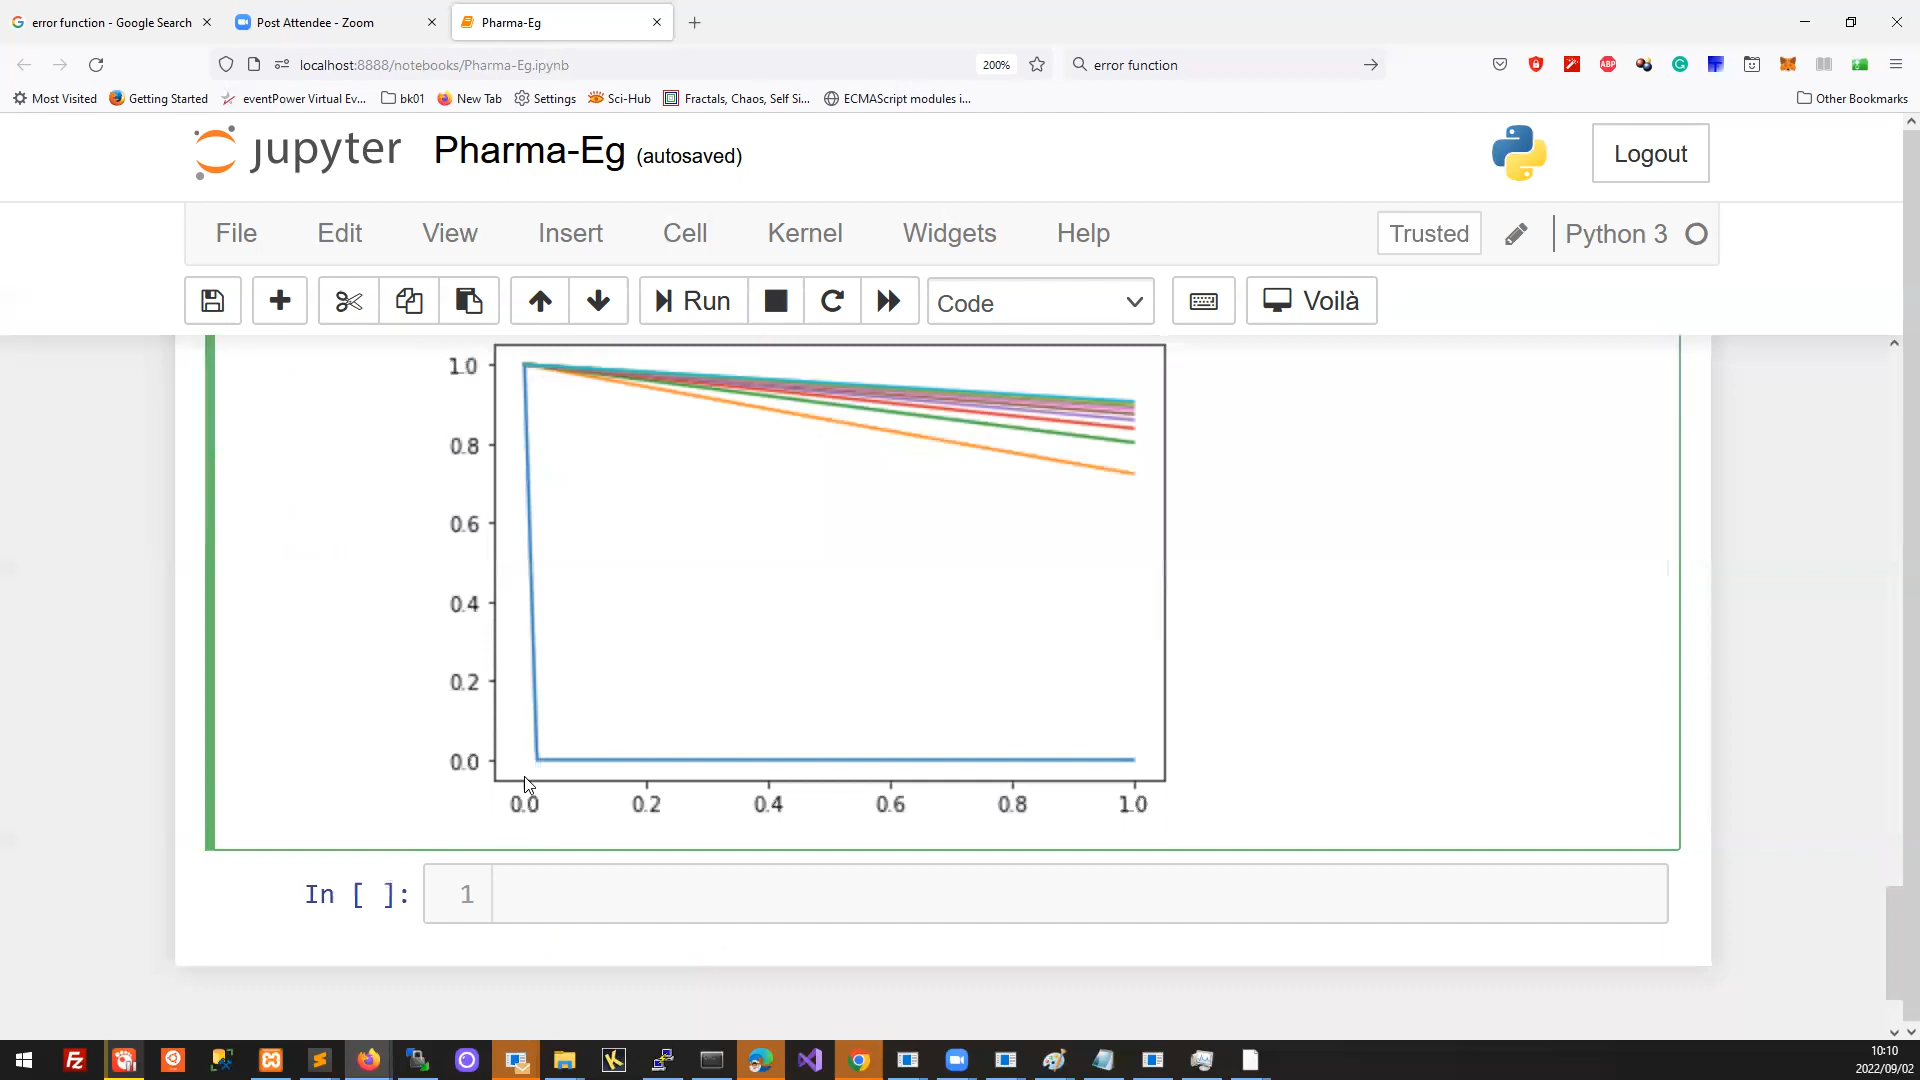 error function - Google Search
Post Attendee - Zoom
Pharma-Eg
localhost:8888/notebooks/Pharma-Eg.ipynb
200%
error function
Most Visited
Getting Started
eventPower Virtual Ev...
bk01
New Tab
Settings
Sci-Hub
Fractals, Chaos, Self Si...
ECMAScript modules i...
Other Bookmarks
jupyter Pharma-Eg (autosaved)
Logout
File Edit View Insert Cell Kernel Widgets Help
Trusted
Python 3
Run
Code
Voilà
1.0
0.8
0.6
0.4
0.2
0.0
0.0 0.2 0.4 0.6 0.8 1.0
In [ ]: 1
10:10
2022/09/02